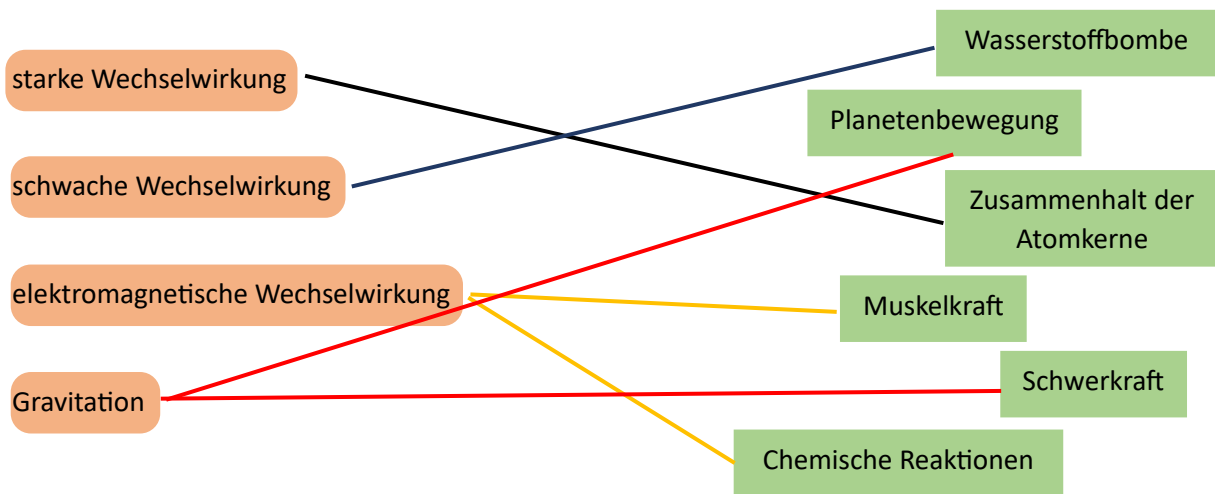 starke Wechselwirkung
schwache Wechselwirkung
elektromagnetische Wechselwirkung
Gravitation
Wasserstoffbombe
Planetenbewegung
Zusammenhalt der
Atomkerne
Muskelkraft
Schwerkraft
Chemische Reaktionen